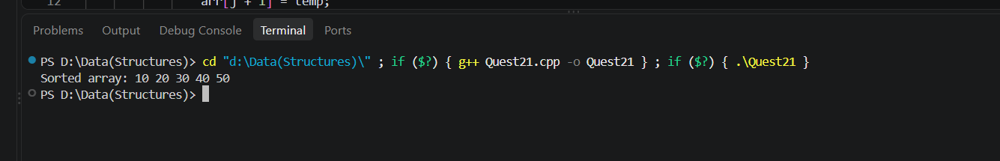 12 arr[j + 1] = temp;
Problems Output Debug Console Terminal Ports
PS D:\Data(Structures)> cd "d:\Data(Structures)\" ; if ($?) { g++ Quest21.cpp -o Quest21 } ; if ($?) { .\Quest21 }
Sorted array: 10 20 30 40 50
PS D:\Data(Structures)>